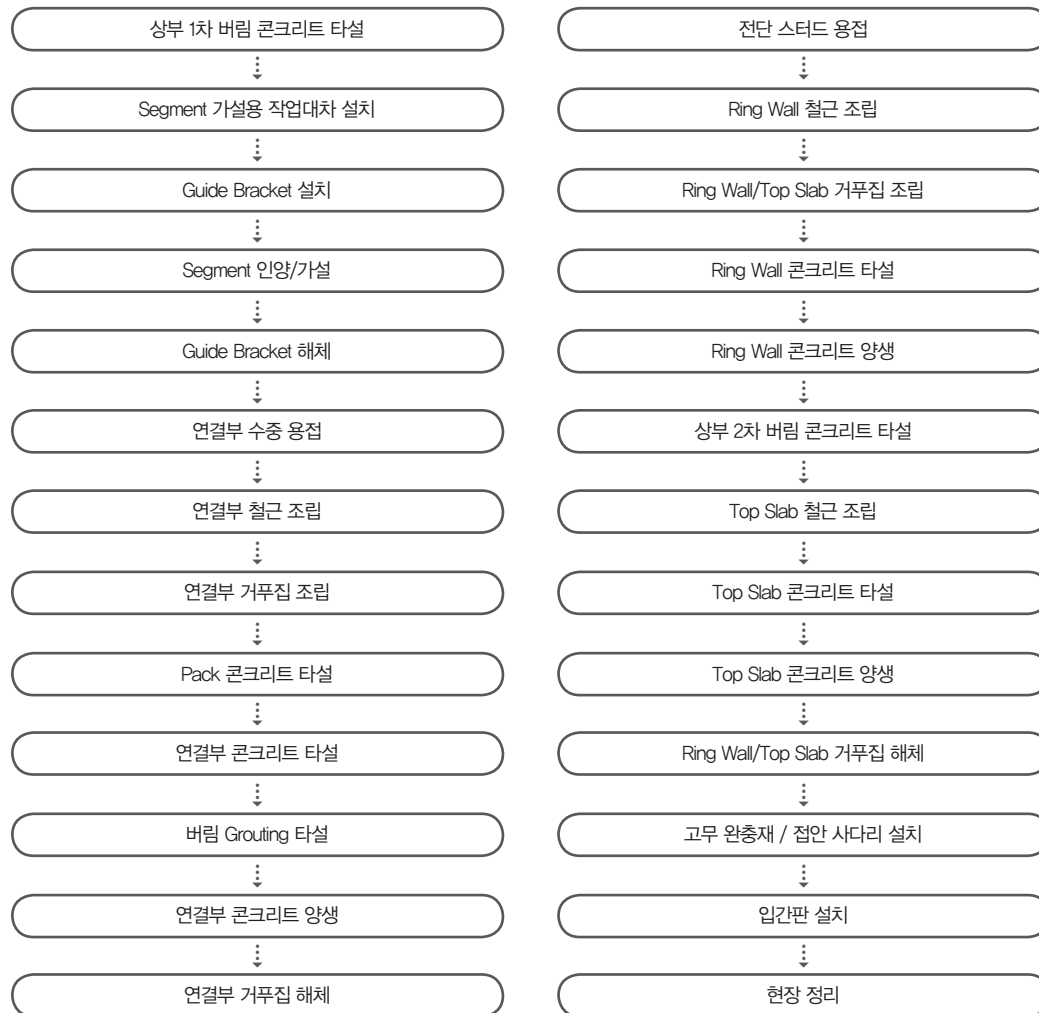 상부 1차 버림 콘크리트 타설
Segment 가설용 작업대차 설치
Guide Bracket 설치
Segment 인양/가설
Guide Bracket 해체
연결부 수중 용접
연결부 철근 조립
연결부 거푸집 조립
Pack 콘크리트 타설
연결부 콘크리트 타설
버림 Grouting 타설
연결부 콘크리트 양생
연결부 거푸집 해체
전단 스터드 용접
Ring Wall 철근 조립
Ring Wall/Top Slab 거푸집 조립
Ring Wall 콘크리트 타설
Ring Wall 콘크리트 양생
상부 2차 버림 콘크리트 타설
Top Slab 철근 조립
Top Slab 콘크리트 타설
Top Slab 콘크리트 양생
Ring Wall/Top Slab 거푸집 해체
고무 완충재 / 접안 사다리 설치
입간판 설치
현장 정리